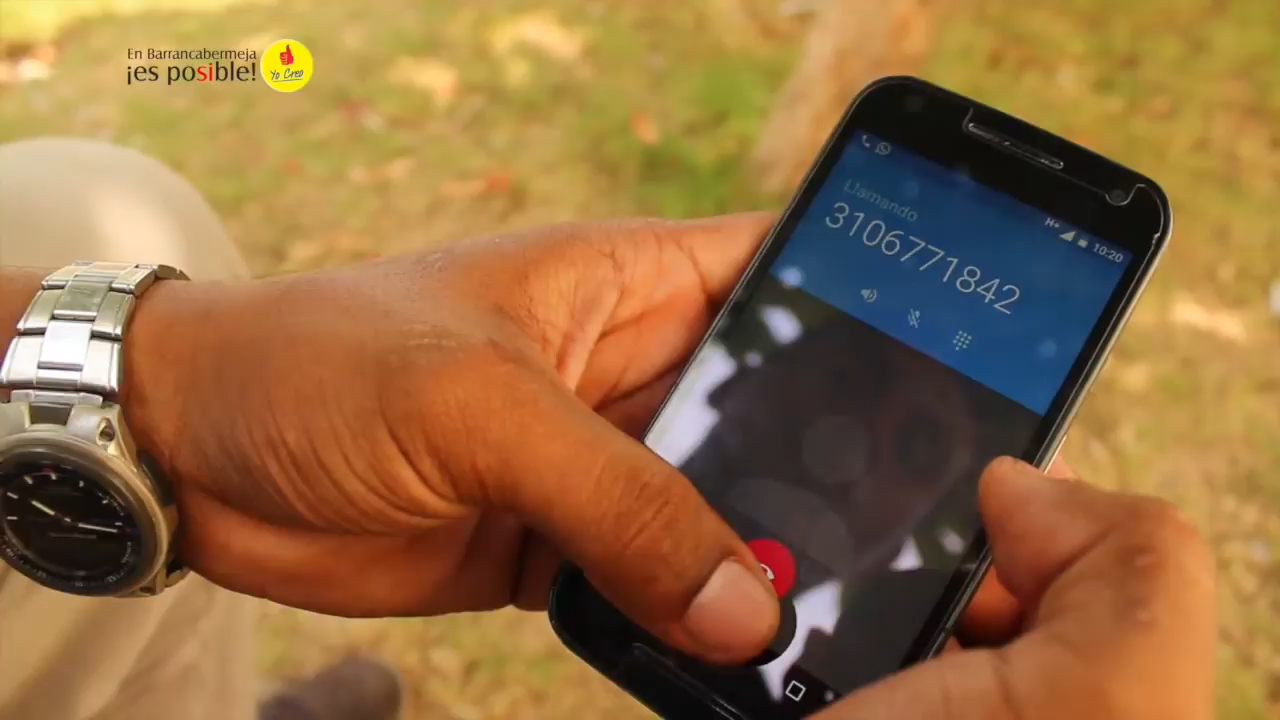 En Barrancabermeja
¡es posible!
Yo Creo
H+ 10:20
Llamando
3106771842